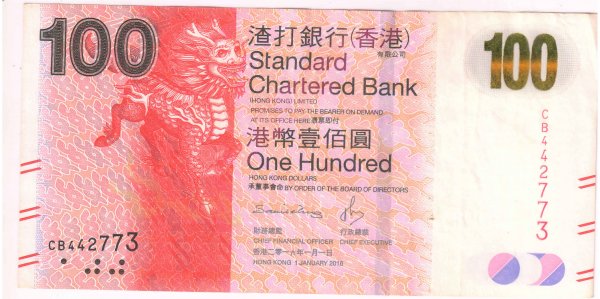 100
渣打銀行(香港)
有限公司
Standard
Chartered Bank
(HONG KONG) LIMITED
PROMISES TO PAY THE BEARER ON DEMAND
AT ITS OFFICE HERE 憑票即付
港幣壹佰圓
One Hundred
HONG KONG DOLLARS
承董事會命 BY ORDER OF THE BOARD OF DIRECTORS
財務總監 行政總裁
CHIEF FINANCIAL OFFICER CHIEF EXECUTIVE
香港二零一六年一月一日
HONG KONG 1 JANUARY 2016
CB442773
100
CB442773